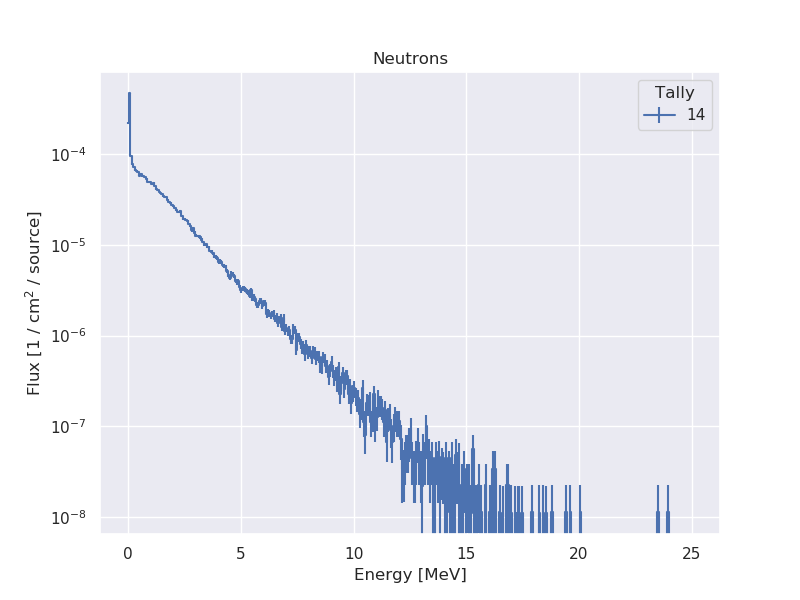 Neutrons
Tally
14
Flux [1 / cm² / source]
10⁻⁴
10⁻⁵
10⁻⁶
10⁻⁷
10⁻⁸
0 5 10 15 20 25
Energy [MeV]